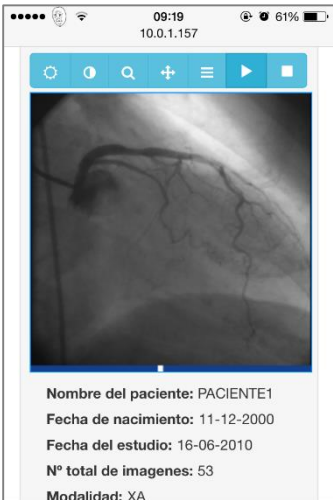 09:19
61%
10.0.1.157
Nombre del paciente: PACIENTE1
Fecha de nacimiento: 11-12-2000
Fecha del estudio: 16-06-2010
Nº total de imagenes: 53
Modalidad: XA